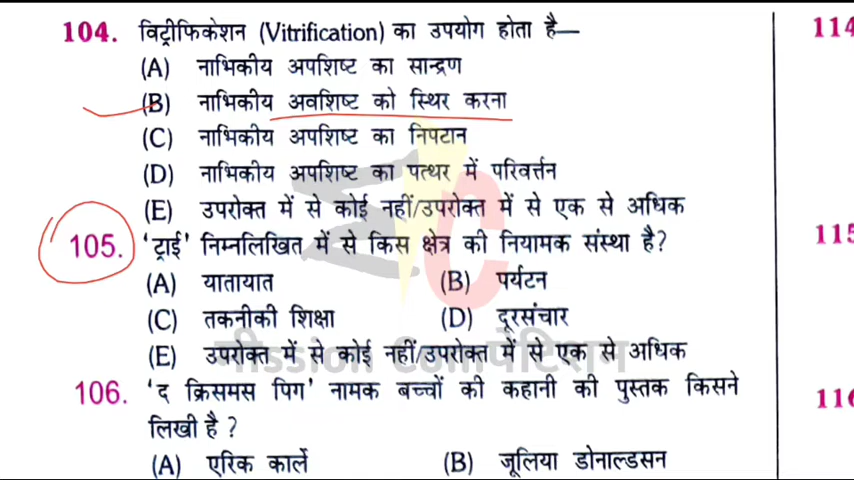 104. विट्रीफिकेशन (Vitrification) का उपयोग होता है—
(A) नाभिकीय अपशिष्ट का सान्द्रण
(B) नाभिकीय अवशिष्ट को स्थिर करना
(C) नाभिकीय अपशिष्ट का निपटान
(D) नाभिकीय अपशिष्ट का पत्थर में परिवर्त्तन
(E) उपरोक्त में से कोई नहीं/उपरोक्त में से एक से अधिक
105. 'ट्राई' निम्नलिखित में से किस क्षेत्र की नियामक संस्था है?
(A) यातायात (B) पर्यटन
(C) तकनीकी शिक्षा (D) दूरसंचार
(E) उपरोक्त में से कोई नहीं/उपरोक्त में से एक से अधिक
106. 'द क्रिसमस पिग' नामक बच्चों की कहानी की पुस्तक किसने
लिखी है ?
(A) एरिक कार्ले (B) जूलिया डोनाल्डसन
114
115
116